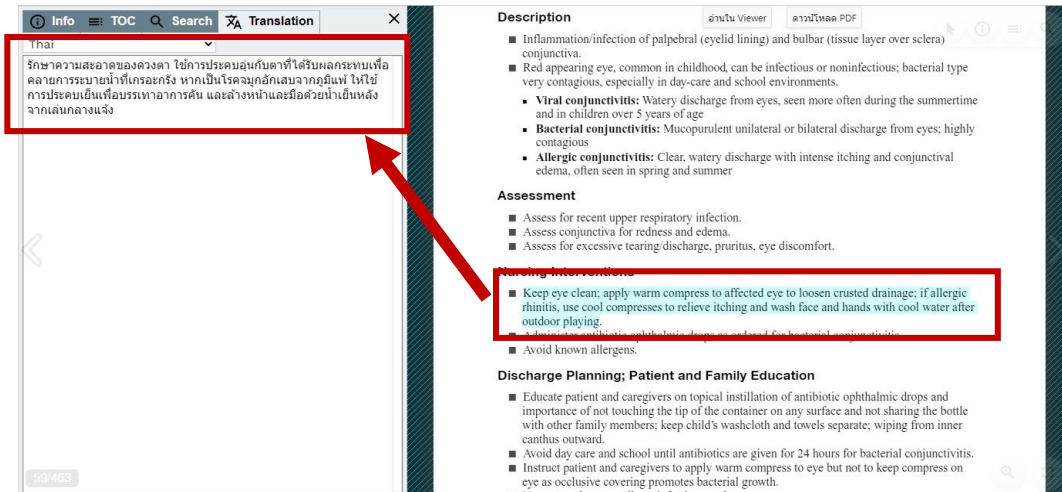 Info TOC Search Translation ×
Thai
รักษาความสะอาดของดวงตา ใช้การประคบอุ่นกับตาที่ได้รับผลกระทบเพื่อ
คลายการระบายน้ำที่เกรอะกรัง หากเป็นโรคจมูกอักเสบจากภูมิแพ้ ให้ใช้
การประคบเย็นเพื่อบรรเทาอาการคัน และล้างหน้าและมือด้วยน้ำเย็นหลัง
จากเล่นกลางแจ้ง
59/463
อ่านใน Viewer ดาวน์โหลด PDF
Description
■ Inflammation/infection of palpebral (eyelid lining) and bulbar (tissue layer over sclera)
conjunctiva.
■ Red appearing eye, common in childhood, can be infectious or noninfectious; bacterial type
very contagious, especially in day-care and school environments.
▪ Viral conjunctivitis: Watery discharge from eyes, seen more often during the summertime
and in children over 5 years of age
▪ Bacterial conjunctivitis: Mucopurulent unilateral or bilateral discharge from eyes; highly
contagious
▪ Allergic conjunctivitis: Clear, watery discharge with intense itching and conjunctival
edema, often seen in spring and summer
Assessment
■ Assess for recent upper respiratory infection.
■ Assess conjunctiva for redness and edema.
■ Assess for excessive tearing/discharge, pruritus, eye discomfort.
Nursing Interventions
■ Keep eye clean; apply warm compress to affected eye to loosen crusted drainage; if allergic
rhinitis, use cool compresses to relieve itching and wash face and hands with cool water after
outdoor playing.
■ Administer antibiotic ophthalmic drops as ordered for bacterial conjunctivitis.
■ Avoid known allergens.
Discharge Planning; Patient and Family Education
■ Educate patient and caregivers on topical instillation of antibiotic ophthalmic drops and
importance of not touching the tip of the container on any surface and not sharing the bottle
with other family members; keep child's washcloth and towels separate; wiping from inner
canthus outward.
■ Avoid day care and school until antibiotics are given for 24 hours for bacterial conjunctivitis.
■ Instruct patient and caregivers to apply warm compress to eye but not to keep compress on
eye as occlusive covering promotes bacterial growth.